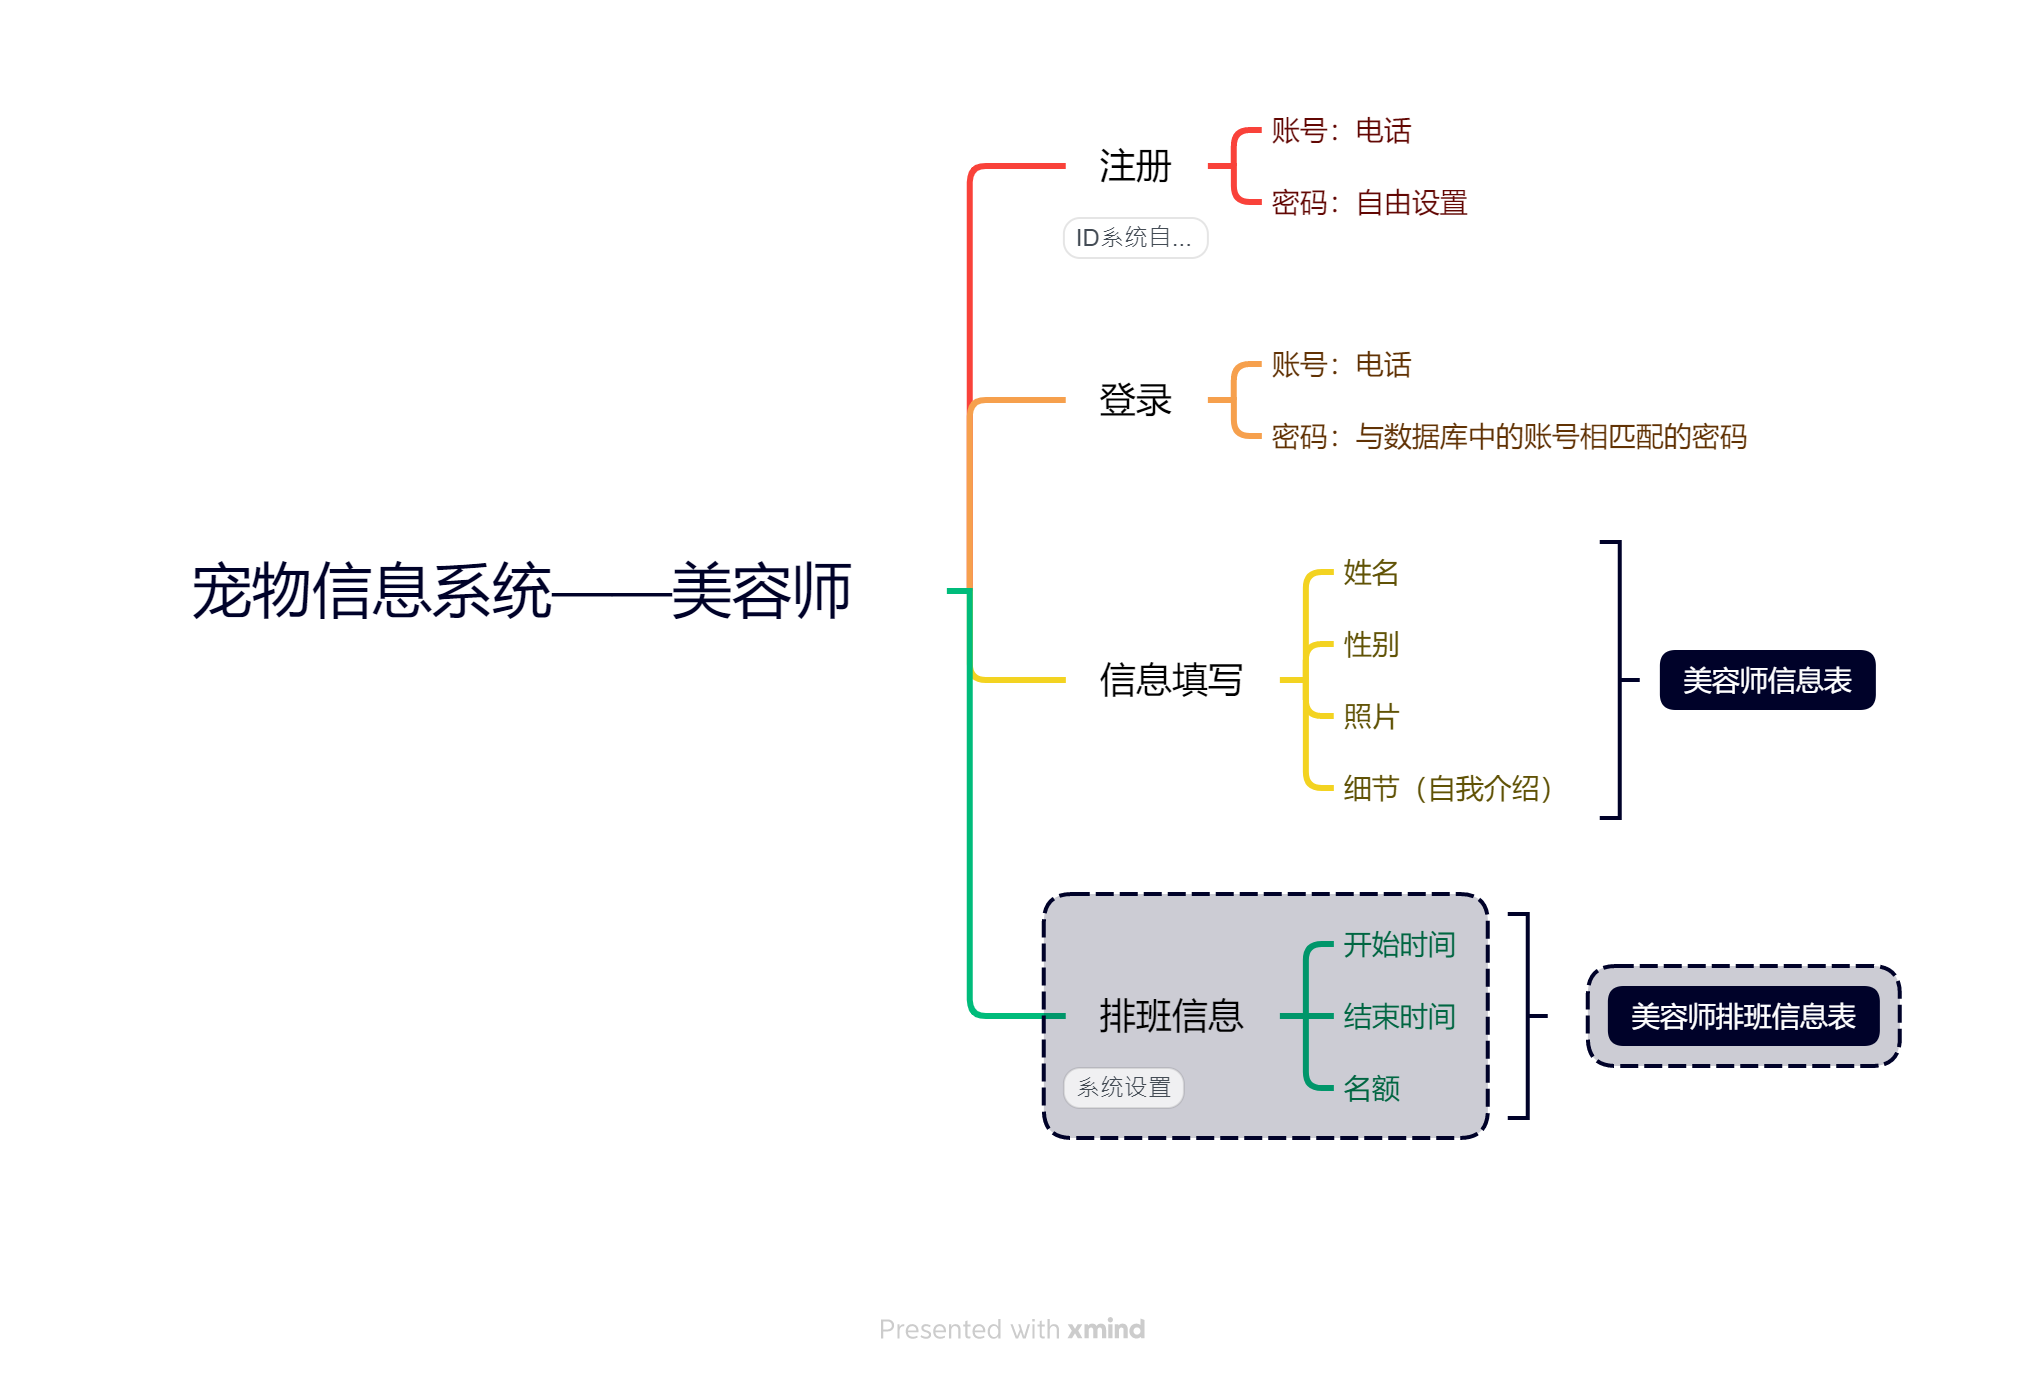 宠物信息系统——美容师
注册
账号：电话
密码：自由设置
ID系统自...
登录
账号：电话
密码：与数据库中的账号相匹配的密码
信息填写
姓名
性别
照片
细节（自我介绍）
美容师信息表
排班信息
系统设置
开始时间
结束时间
名额
美容师排班信息表
Presented with xmind